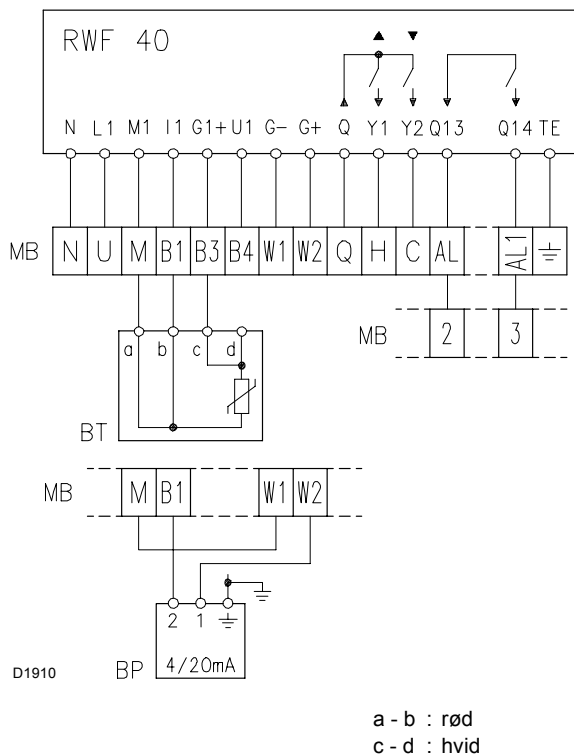 RWF 40
N L1 M1 I1 G1+ U1 G- G+ Q Y1 Y2 Q13 Q14 TE
MB N U M B1 B3 B4 W1 W2 Q H C AL AL1
MB 2 3
a b c d
BT
MB M B1 W1 W2
2 1
BP 4/20mA
D1910
a - b : rød
c - d : hvid